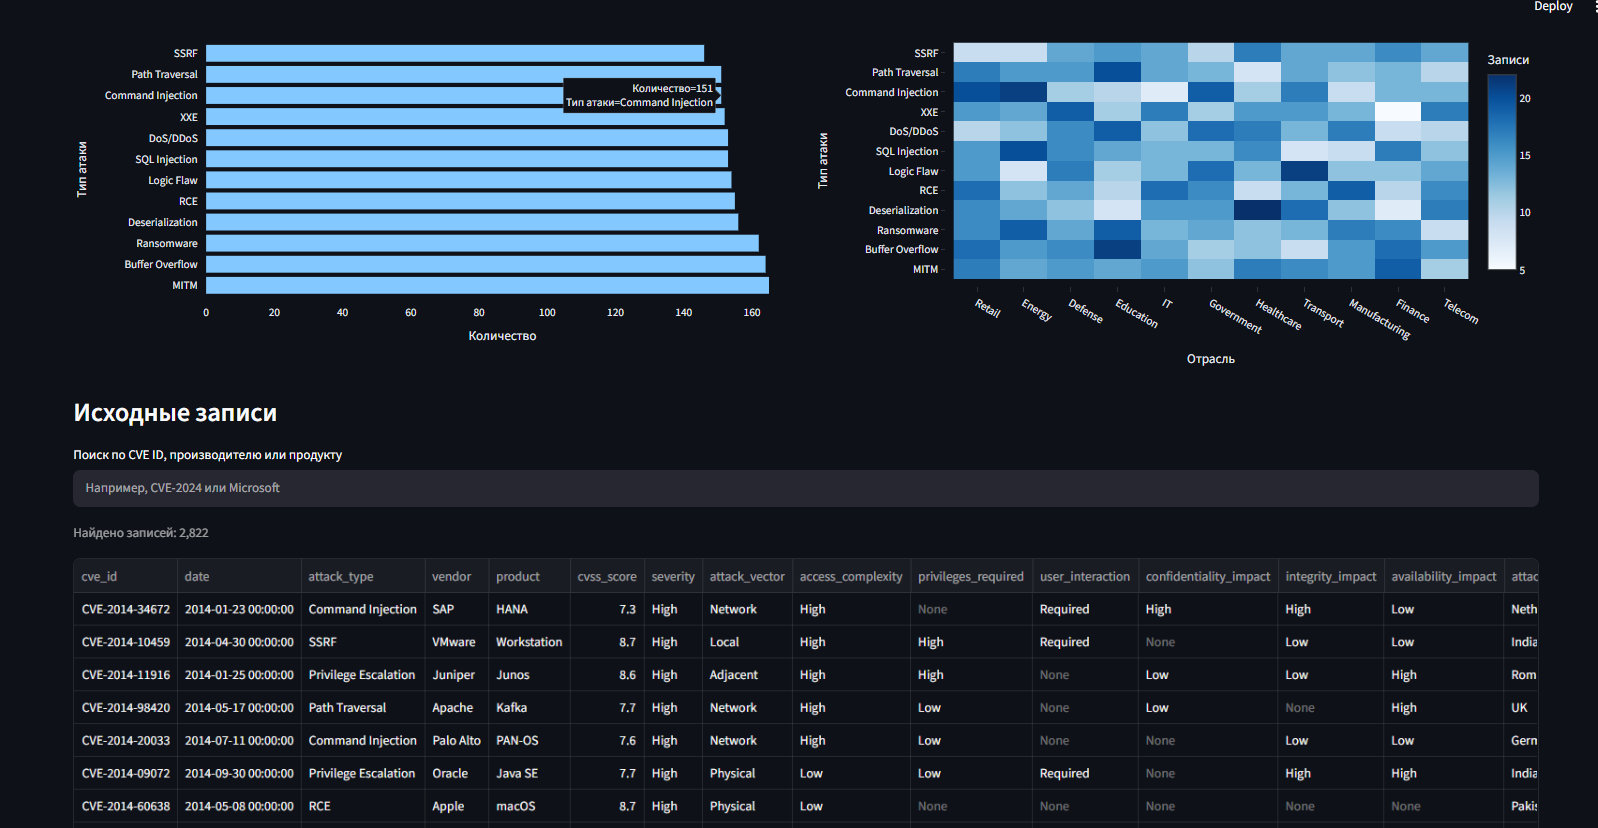 Deploy
SSRF
Path Traversal
Command Injection
XXE
DoS/DDoS
SQL Injection
Logic Flaw
RCE
Deserialization
Ransomware
Buffer Overflow
MITM
Тип атаки
Количество=151
Тип атаки=Command Injection
0 20 40 60 80 100 120 140 160
Количество
SSRF
Path Traversal
Command Injection
XXE
DoS/DDoS
SQL Injection
Logic Flaw
RCE
Deserialization
Ransomware
Buffer Overflow
MITM
Тип атаки
Retail Energy Defense Education IT Government Healthcare Transport Manufacturing Finance Telecom
Отрасль
Записи
20
15
10
5
Исходные записи
Поиск по CVE ID, производителю или продукту
Например, CVE-2024 или Microsoft
Найдено записей: 2,822
cve_id date attack_type vendor product cvss_score severity attack_vector access_complexity privileges_required user_interaction confidentiality_impact integrity_impact availability_impact attac
CVE-2014-34672 2014-01-23 00:00:00 Command Injection SAP HANA 7.3 High Network High None Required High High Low Neth
CVE-2014-10459 2014-04-30 00:00:00 SSRF VMware Workstation 8.7 High Local High High Required None Low Low India
CVE-2014-11916 2014-01-25 00:00:00 Privilege Escalation Juniper Junos 8.6 High Adjacent High High None Low Low High Rom
CVE-2014-98420 2014-05-17 00:00:00 Path Traversal Apache Kafka 7.7 High Network High Low None Low None High UK
CVE-2014-20033 2014-07-11 00:00:00 Command Injection Palo Alto PAN-OS 7.6 High Network High Low None None Low Low Gern
CVE-2014-09072 2014-09-30 00:00:00 Privilege Escalation Oracle Java SE 7.7 High Physical Low Low Required None High High India
CVE-2014-60638 2014-05-08 00:00:00 RCE Apple macOS 8.7 High Physical Low None None None None None Pakis